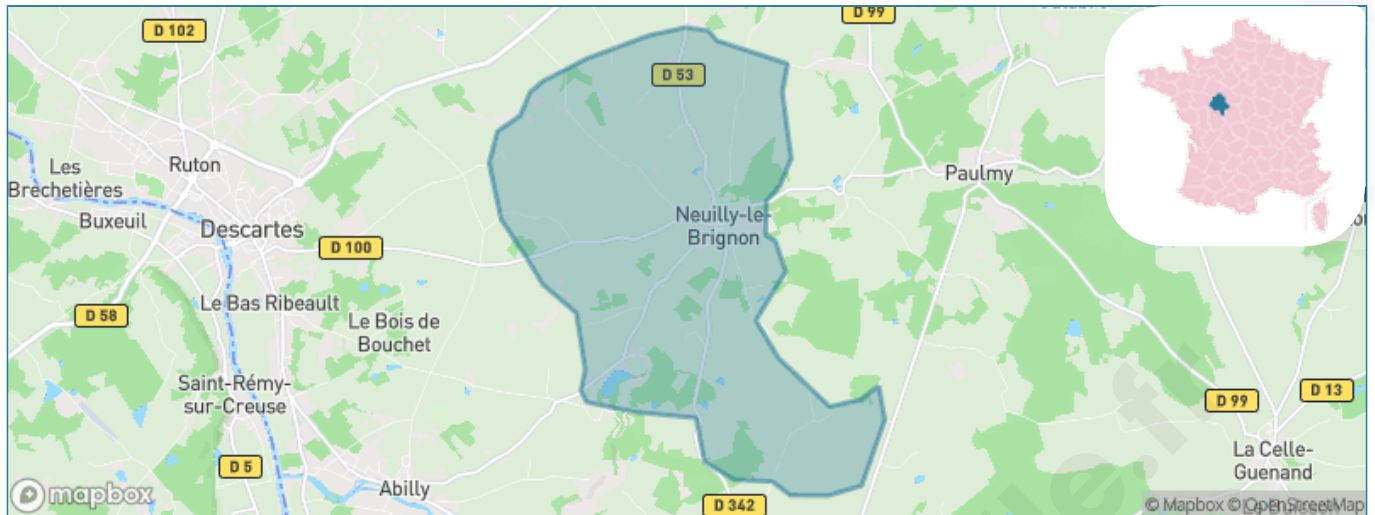 D 102
D 99
D 53
Les
Brechetières
Ruton
Paulmy
Buxeuil
Descartes
Neuilly-le-
Brignon
D 100
Le Bas Ribeault
D 58
Le Bois de
Bouchet
Saint-Rémy-
sur-Creuse
D 13
D 99
D 5
La Celle-
Guenand
Abilly
D 342
mapbox
© Mapbox © OpenStreetMap